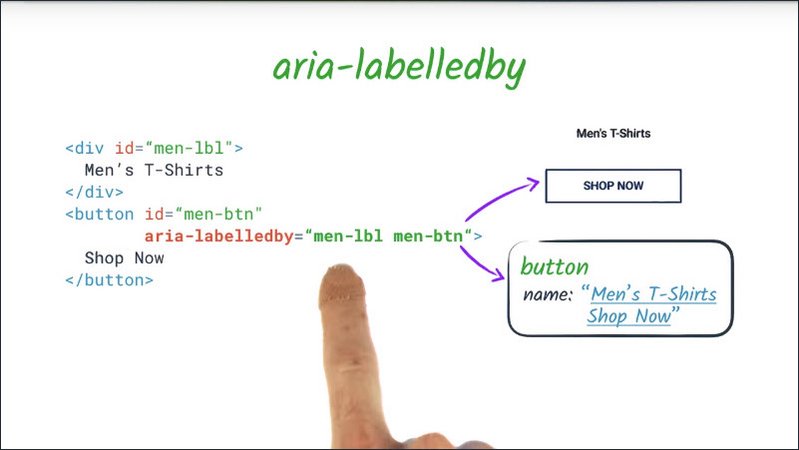 aria-labelledby
<div id=“men-lbl">
Men’s T-Shirts
</div>
<button id=“men-btn"
aria-labelledby=“men-lbl men-btn“>
Shop Now
</button>
Men's T-Shirts
SHOP NOW
button
name: “Men’s T-Shirts
Shop Now”